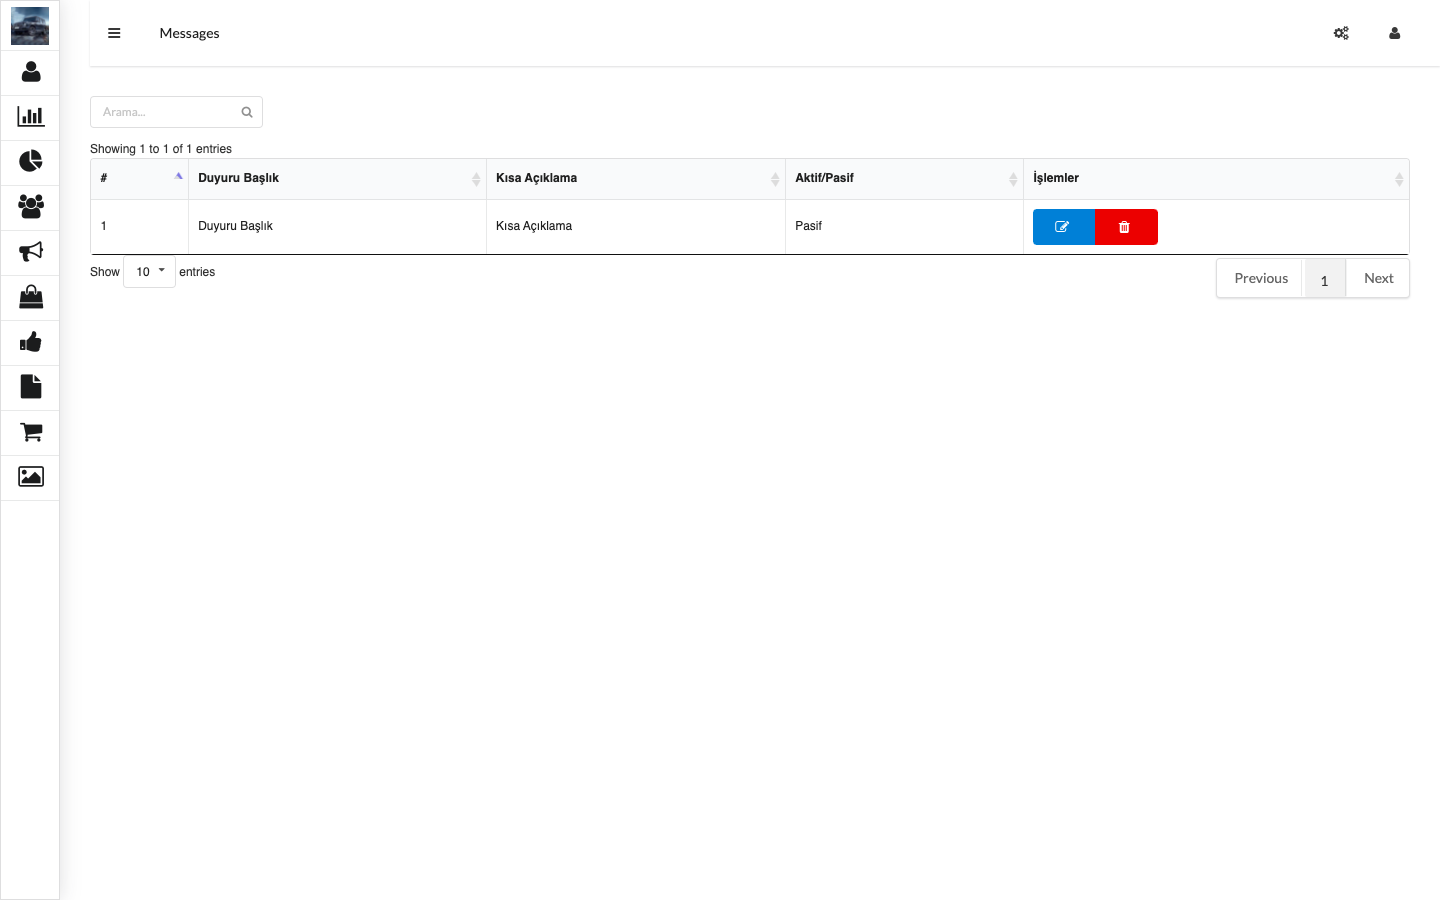 Messages
Arama...
Showing 1 to 1 of 1 entries
# Duyuru Başlık Kısa Açıklama Aktif/Pasif İşlemler
1 Duyuru Başlık Kısa Açıklama Pasif
Show 10 entries Previous 1 Next